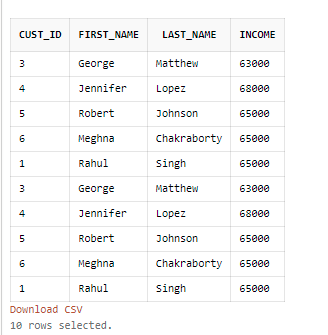 CUST_ID FIRST_NAME LAST_NAME INCOME
3 George Matthew 63000
4 Jennifer Lopez 68000
5 Robert Johnson 65000
6 Meghna Chakraborty 65000
1 Rahul Singh 65000
3 George Matthew 63000
4 Jennifer Lopez 68000
5 Robert Johnson 65000
6 Meghna Chakraborty 65000
1 Rahul Singh 65000
Download CSV
10 rows selected.